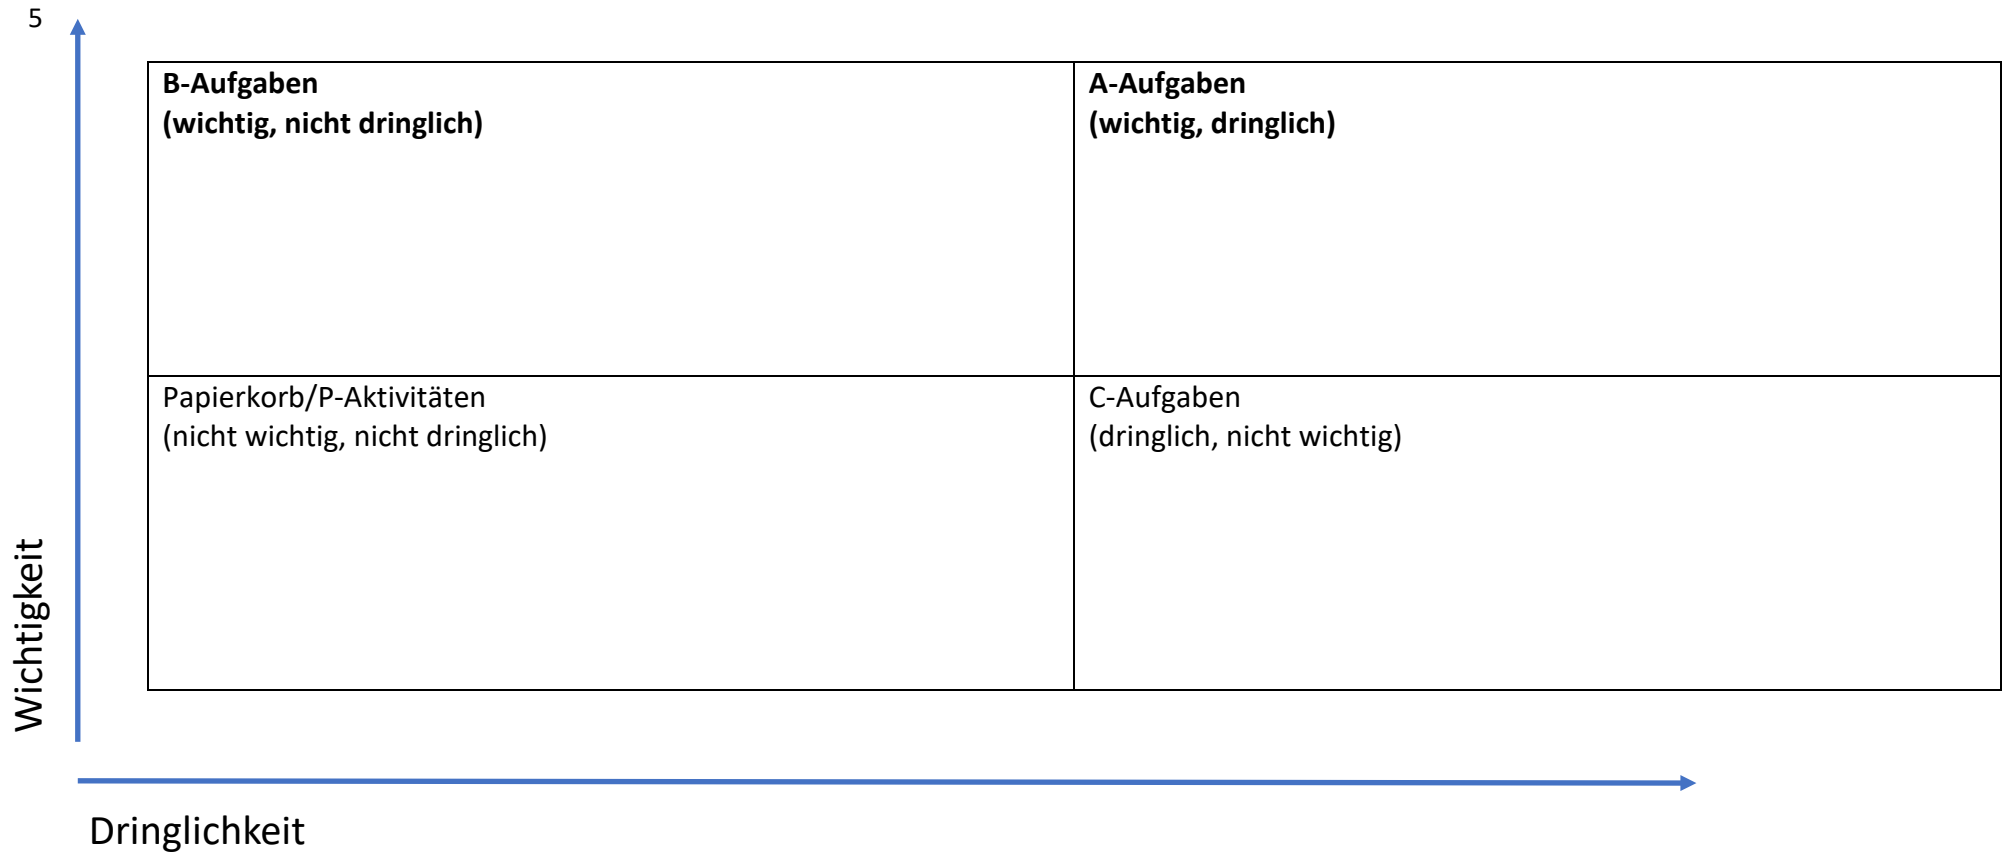 5
B-Aufgaben
(wichtig, nicht dringlich)
A-Aufgaben
(wichtig, dringlich)
Papierkorb/P-Aktivitäten
(nicht wichtig, nicht dringlich)
C-Aufgaben
(dringlich, nicht wichtig)
Wichtigkeit
Dringlichkeit